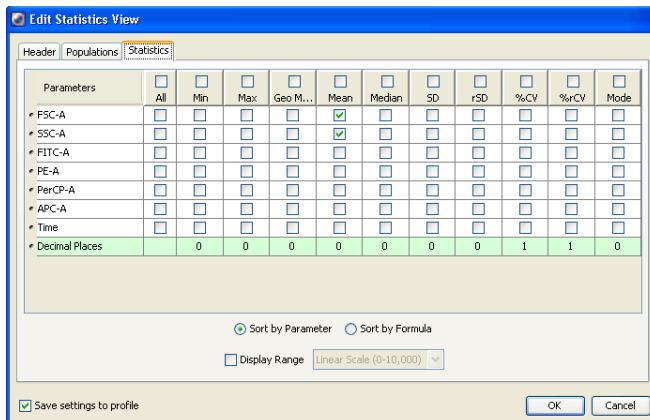 Edit Statistics View
Header Populations Statistics
Parameters All Min Max Geo M... Mean Median SD rSD %CV %rCV Mode
FSC-A
SSC-A
FITC-A
PE-A
PerCP-A
APC-A
Time
Decimal Places 0 0 0 0 0 0 0 1 1 0
Sort by Parameter Sort by Formula
Display Range Linear Scale (0-10,000)
Save settings to profile OK Cancel